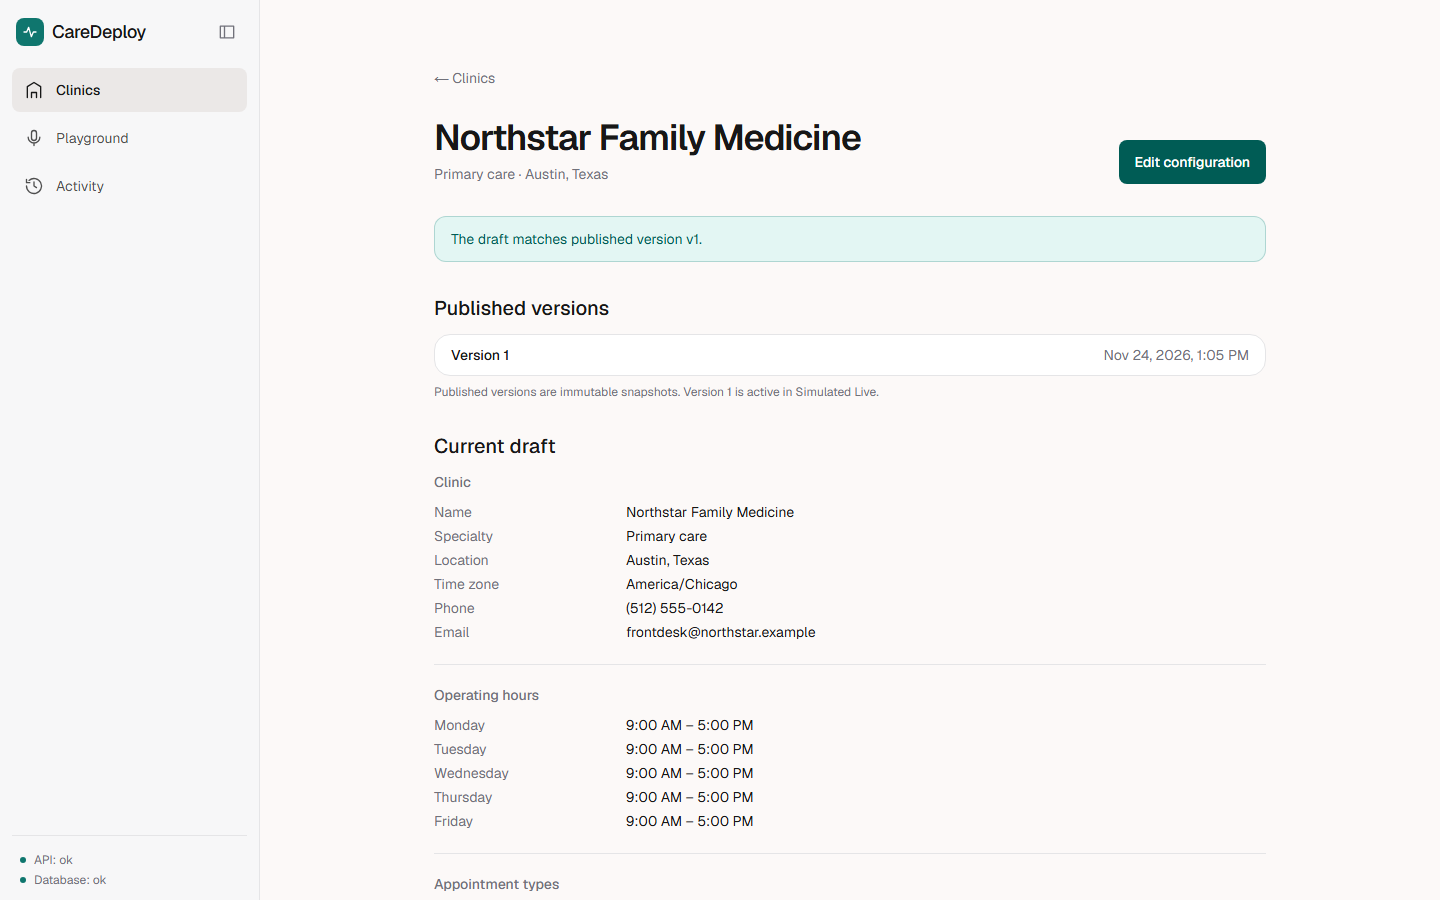 CareDeploy
Clinics
Playground
Activity
API: ok
Database: ok
← Clinics
Northstar Family Medicine
Primary care · Austin, Texas
Edit configuration
The draft matches published version v1.
Published versions
Version 1 Nov 24, 2026, 1:05 PM
Published versions are immutable snapshots. Version 1 is active in Simulated Live.
Current draft
Clinic
Name Northstar Family Medicine
Specialty Primary care
Location Austin, Texas
Time zone America/Chicago
Phone (512) 555-0142
Email frontdesk@northstar.example
Operating hours
Monday 9:00 AM – 5:00 PM
Tuesday 9:00 AM – 5:00 PM
Wednesday 9:00 AM – 5:00 PM
Thursday 9:00 AM – 5:00 PM
Friday 9:00 AM – 5:00 PM
Appointment types